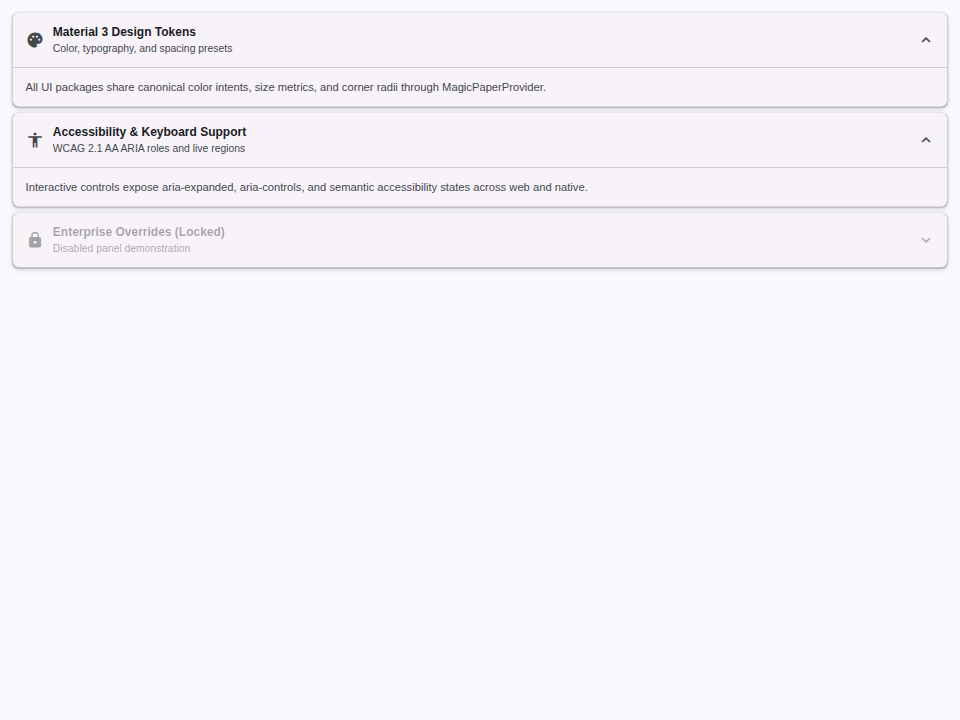 Material 3 Design Tokens
Color, typography, and spacing presets
All UI packages share canonical color intents, size metrics, and corner radii through MagicPaperProvider.
Accessibility & Keyboard Support
WCAG 2.1 AA ARIA roles and live regions
Interactive controls expose aria-expanded, aria-controls, and semantic accessibility states across web and native.
Enterprise Overrides (Locked)
Disabled panel demonstration